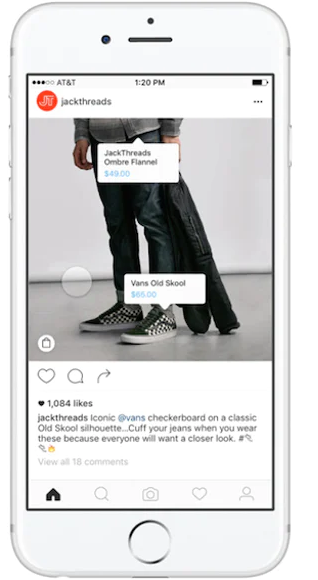 AT&T 1:20 PM
JT jackthreads
JackThreads
Ombre Flannel
$49.00
Vans Old Skool
$65.00
1,084 likes
jackthreads Iconic @vans checkerboard on a classic
Old Skool silhouette...Cuff your jeans when you wear
these because everyone will want a closer look. #
View all 18 comments